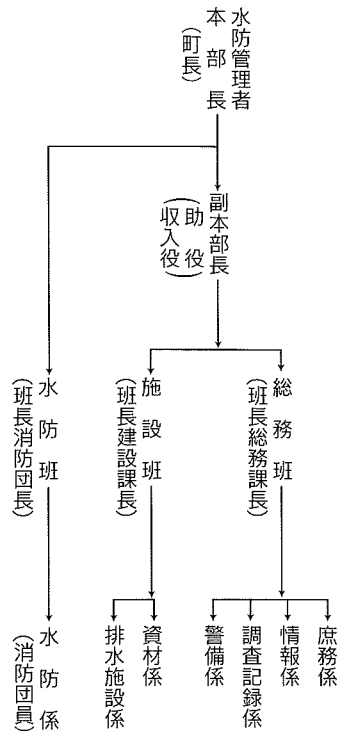 水防管理者
本部長
（町長）
副本部長
（助役
収入役）
総務班
（班長総務課長）
施設班
（班長建設課長）
水防班
（班長消防団長）
庶務係
情報係
調査記録係
警備係
資材係
排水施設係
水防係
（消防団員）